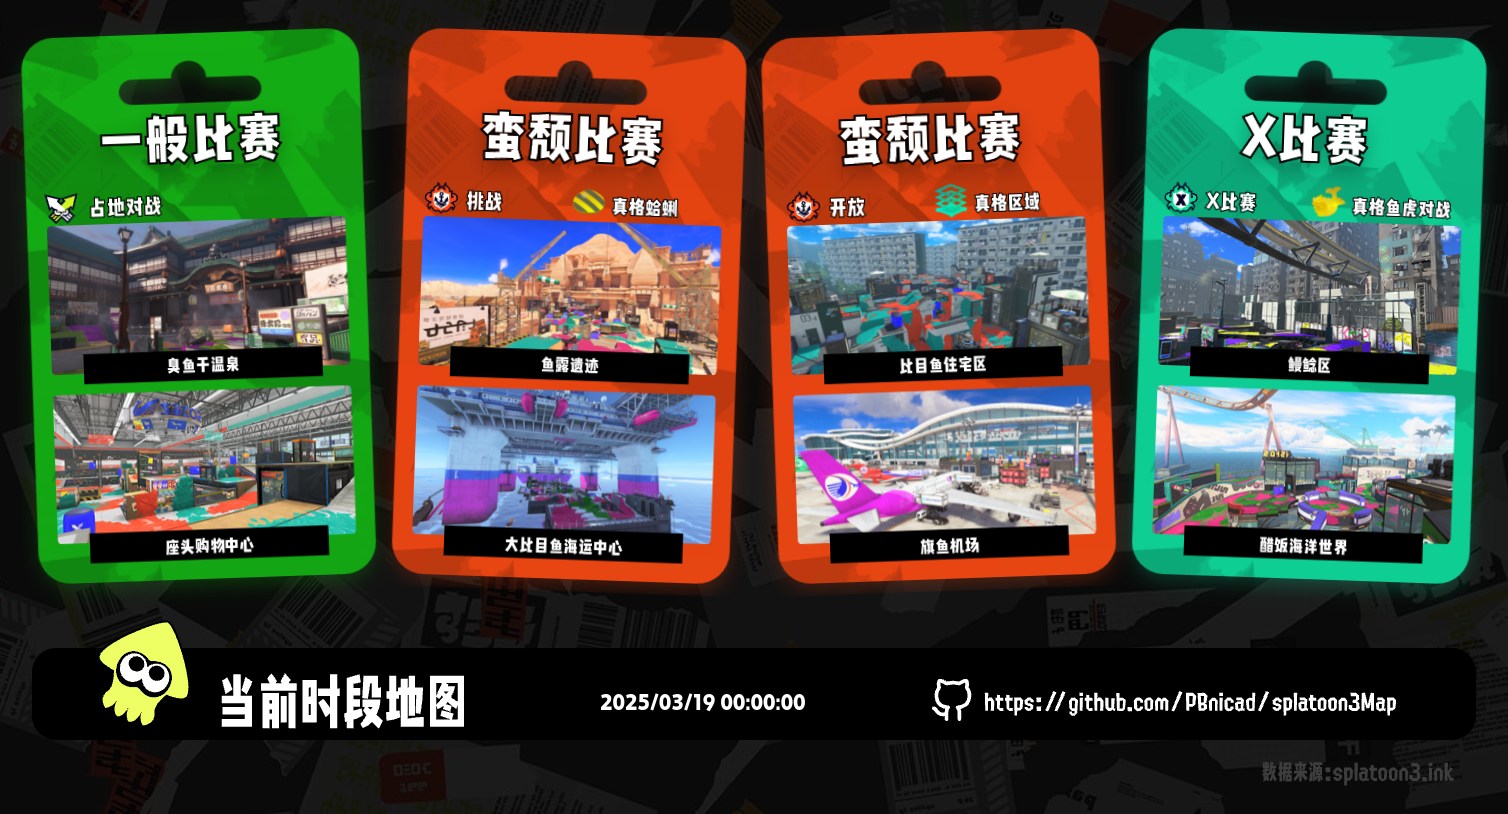 一般比赛
占地对战
臭鱼干温泉
座头购物中心
蛮颓比赛
挑战
真格蛤蜊
鱼露遗迹
大比目鱼海运中心
蛮颓比赛
开放
真格区域
比目鱼住宅区
旗鱼机场
X比赛
X比赛
真格鱼虎对战
鳗鲶区
醋饭海洋世界
当前时段地图
2025/03/19 00:00:00
https://github.com/PBnicad/splatoon3Map
数据来源:splatoon3.ink